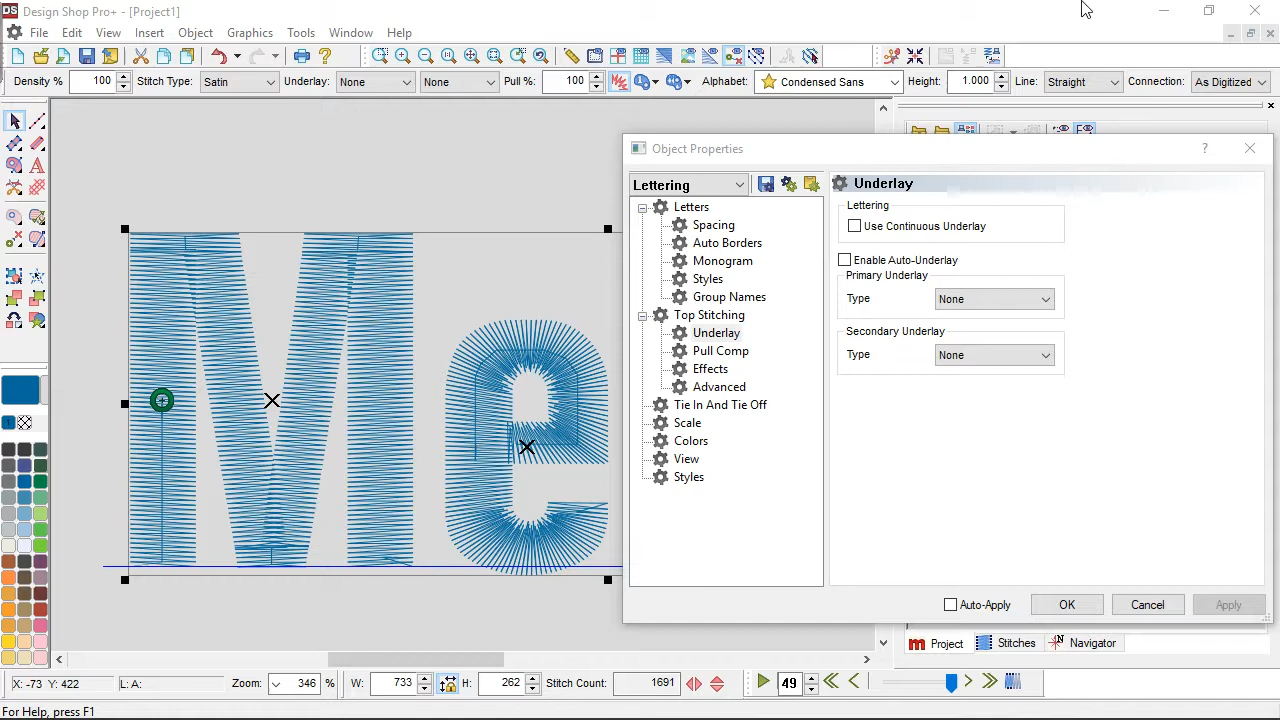 DS Design Shop Pro+ - [Project1]
File Edit View Insert Object Graphics Tools Window Help
Density % 100 Stitch Type: Satin Underlay: None None Pull %: 100 Alphabet: Condensed Sans Height: 1.000 Line: Straight Connection: As Digitized
Object Properties ?
Lettering
Letters
Spacing
Auto Borders
Monogram
Styles
Group Names
Top Stitching
Underlay
Pull Comp
Effects
Advanced
Tie In And Tie Off
Scale
Colors
View
Styles
Underlay
Lettering
Use Continuous Underlay
Enable Auto-Underlay
Primary Underlay
Type None
Secondary Underlay
Type None
Auto-Apply OK Cancel Apply
Me
1
m Project Stitches N Navigator
X: -73 Y: 422 L: A: Zoom: 346 % W: 733 H: 262 Stitch Count: 1691 49
For Help, press F1